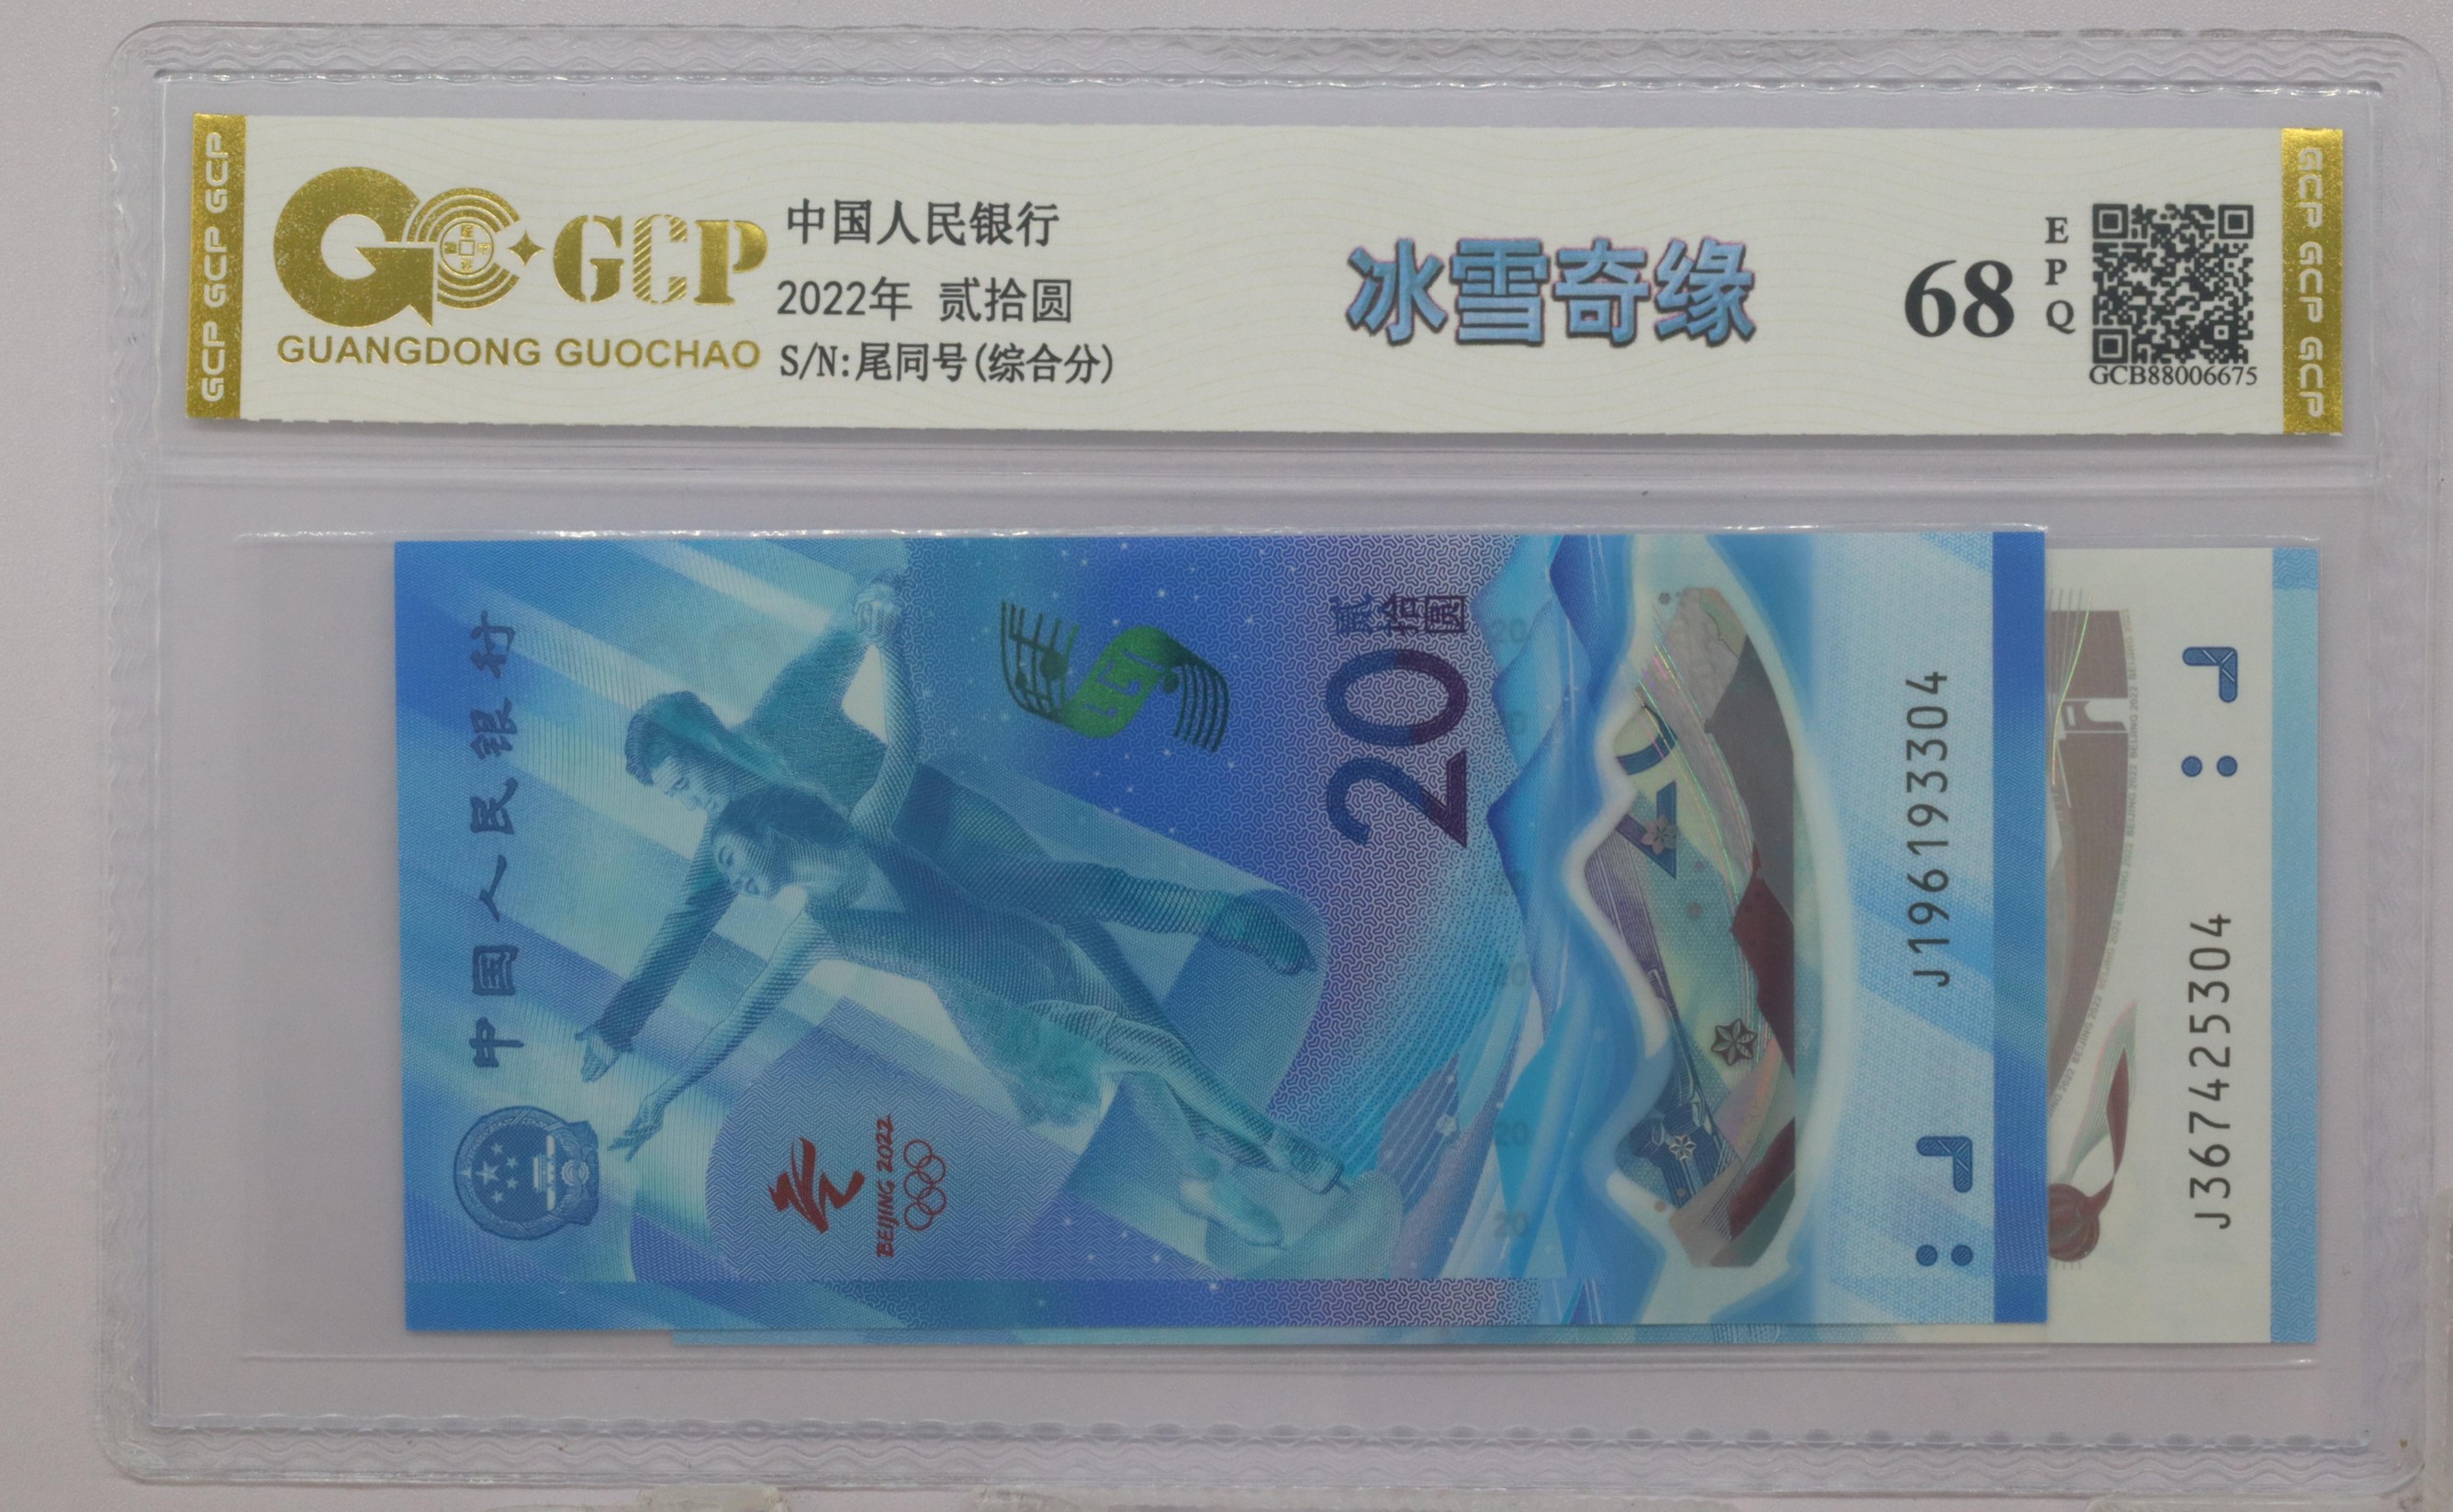 GCP GCP GCP
GCP
GUANGDONG GUOCHAO
中国人民银行
2022年 贰拾圆
S/N:尾同号(综合分)
冰雪奇缘
68
EPQ
GCB88006675
GCP GCP GCP
中国人民银行
BEIJING 2022
贰拾圆
20
J196193304
J367425304